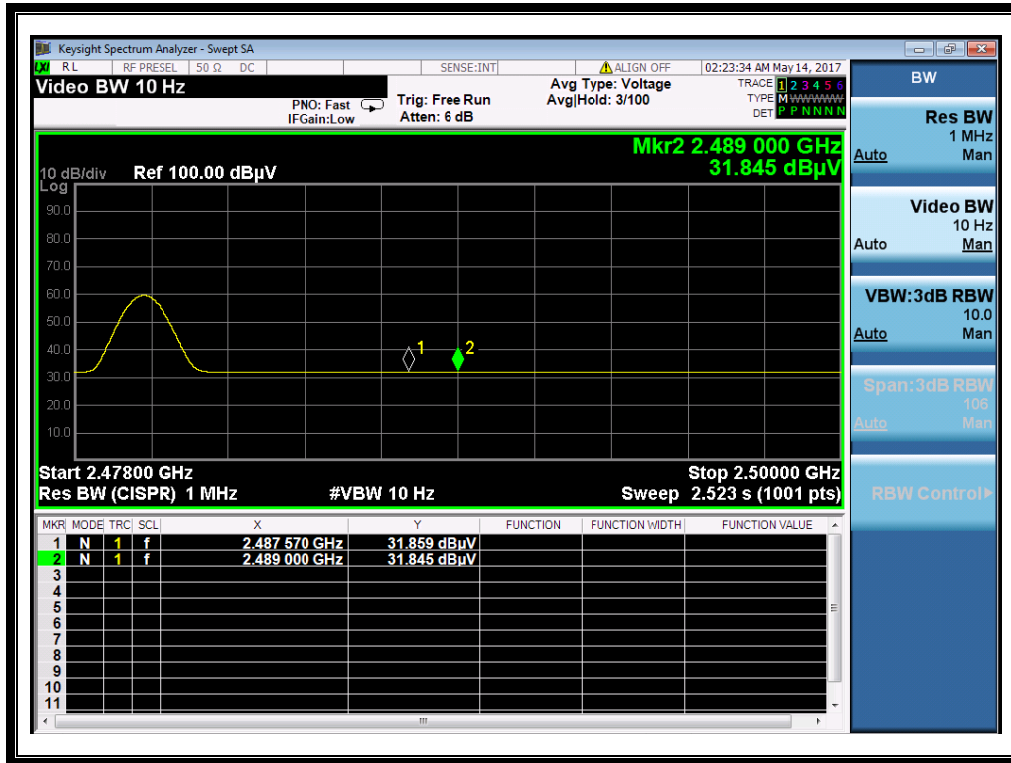 Keysight Spectrum Analyzer - Swept SA
LXI RL RF PRESEL 50 Ω DC SENSE:INT ALIGN OFF 02:23:34 AM May 14, 2017
Video BW 10 Hz
PNO: Fast
IFGain:Low
Trig: Free Run
Atten: 6 dB
Avg Type: Voltage
Avg|Hold: 3/100
TRACE 1 2 3 4 5 6
TYPE M WWWWW
DET P P N N N N
Mkr2 2.489 000 GHz
31.845 dBµV
10 dB/div Ref 100.00 dBµV
Log
90.0
80.0
70.0
60.0
50.0
40.0
30.0
20.0
10.0
1
2
Start 2.47800 GHz Stop 2.50000 GHz
Res BW (CISPR) 1 MHz #VBW 10 Hz Sweep 2.523 s (1001 pts)
MKR MODE TRC SCL X Y FUNCTION FUNCTION WIDTH FUNCTION VALUE
1 N 1 f 2.487 570 GHz 31.859 dBµV
2 N 1 f 2.489 000 GHz 31.845 dBµV
3
4
5
6
7
8
9
10
11
BW
Res BW
1 MHz
Auto Man
Video BW
10 Hz
Auto Man
VBW:3dB RBW
10.0
Auto Man
Span:3dB RBW
106
Auto Man
RBW Control